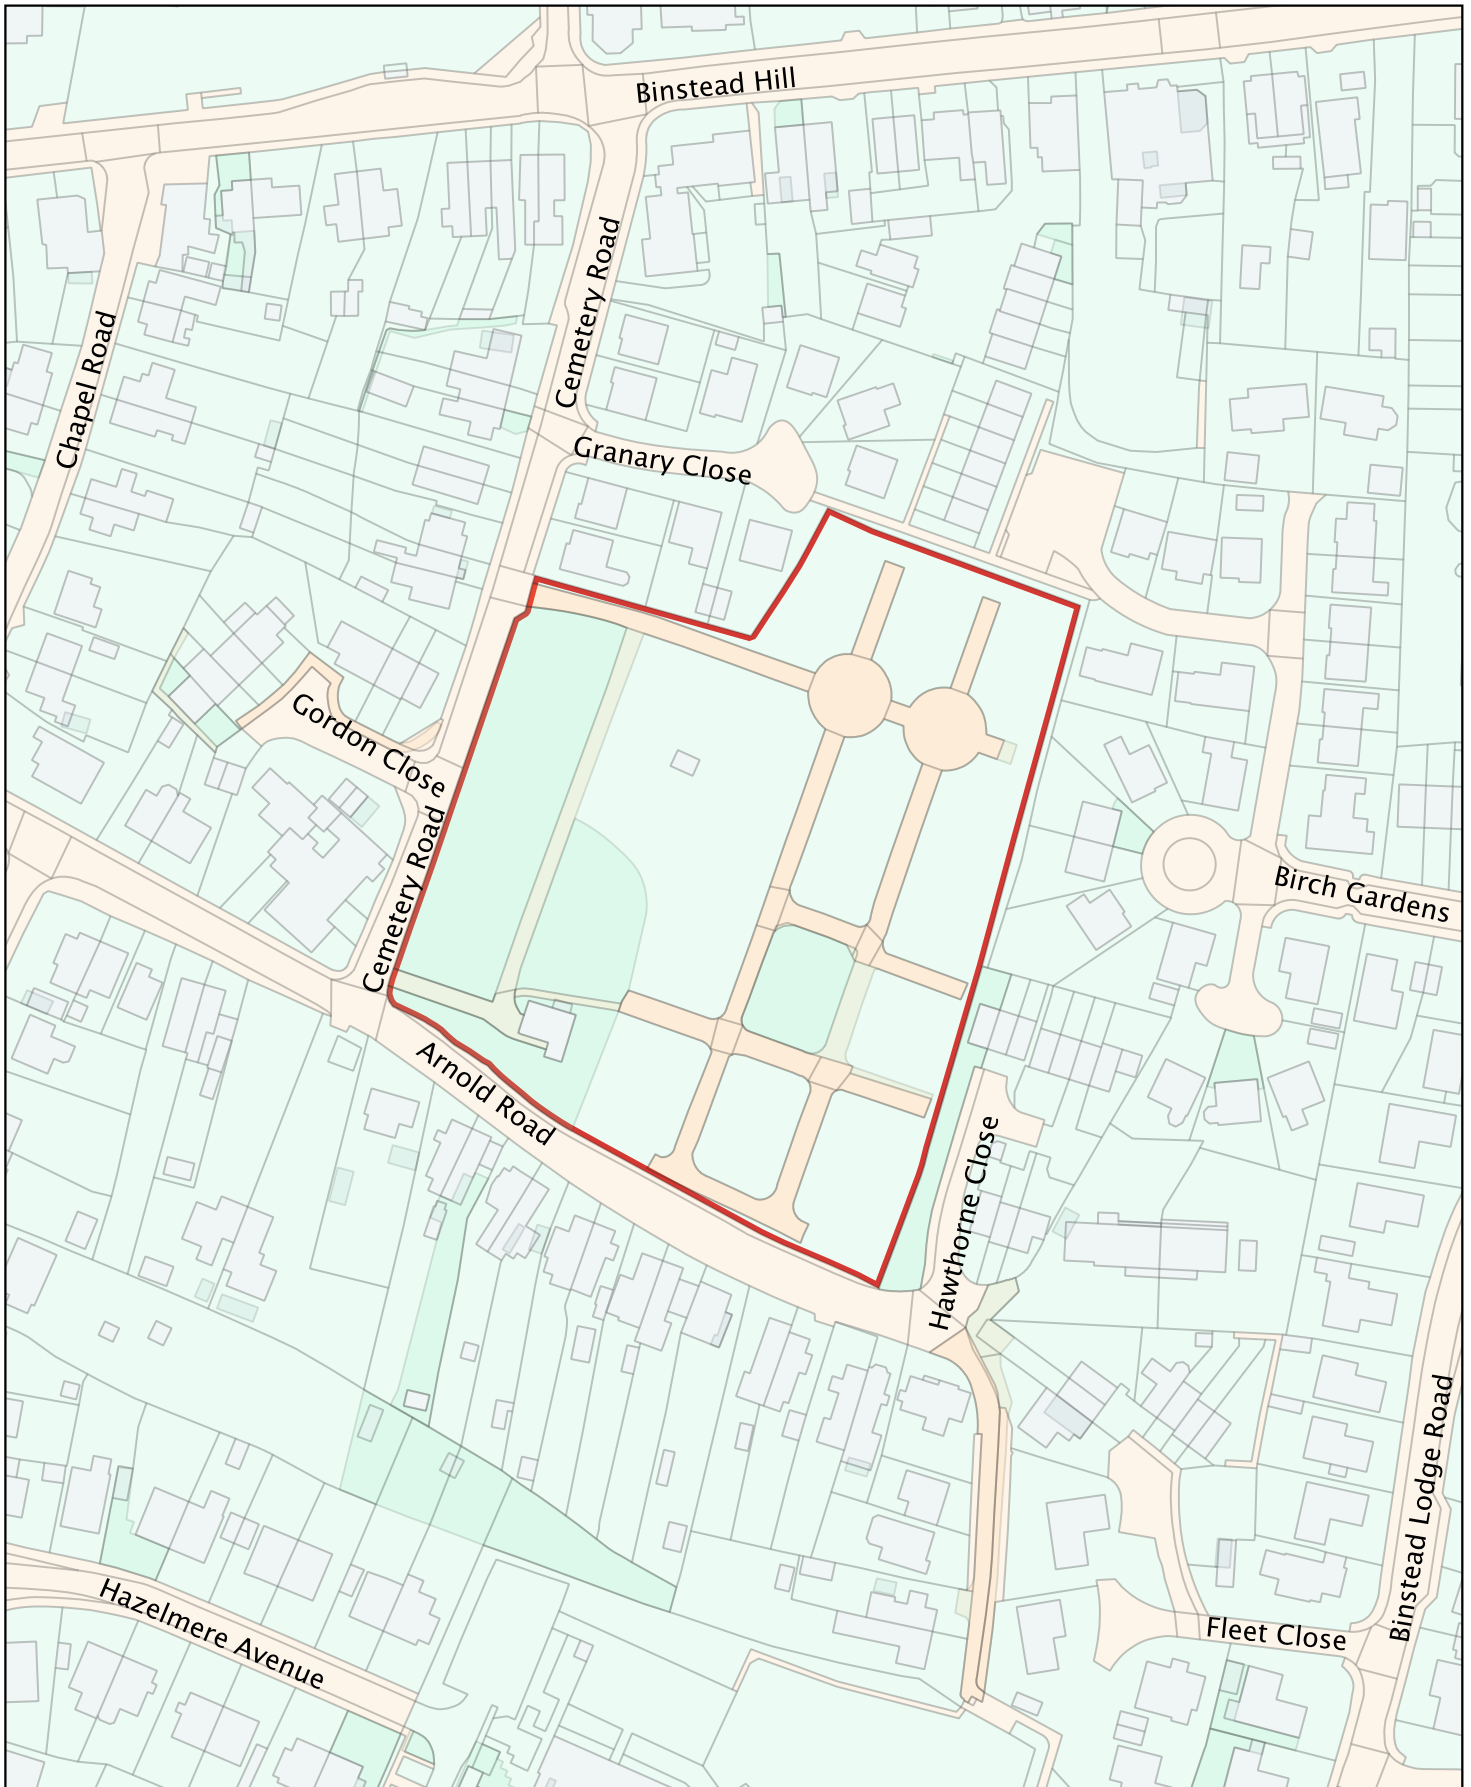 Binstead Hill
Cemetery Road
Chapel Road
Granary Close
Gordon Close
Cemetery Road
Birch Gardens
Arnold Road
Hawthorne Close
Binstead Lodge Road
Hazelmere Avenue
Fleet Close